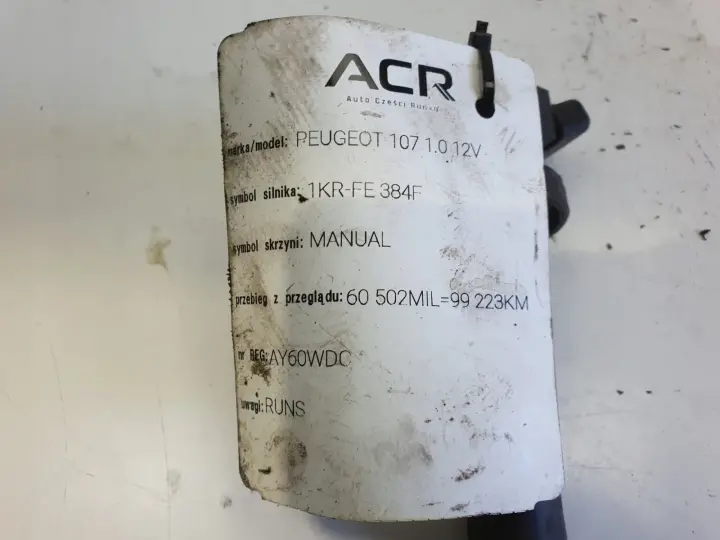 ACR
Auto Części Rudka
marka/model: PEUGEOT 107 1.0 12V
symbol silnika: 1KR-FE 384F
symbol skrzyni: MANUAL
przebieg z przeglądu: 60 502MIL=99 223KM
nr REG: AY60WDC
uwagi: RUNS